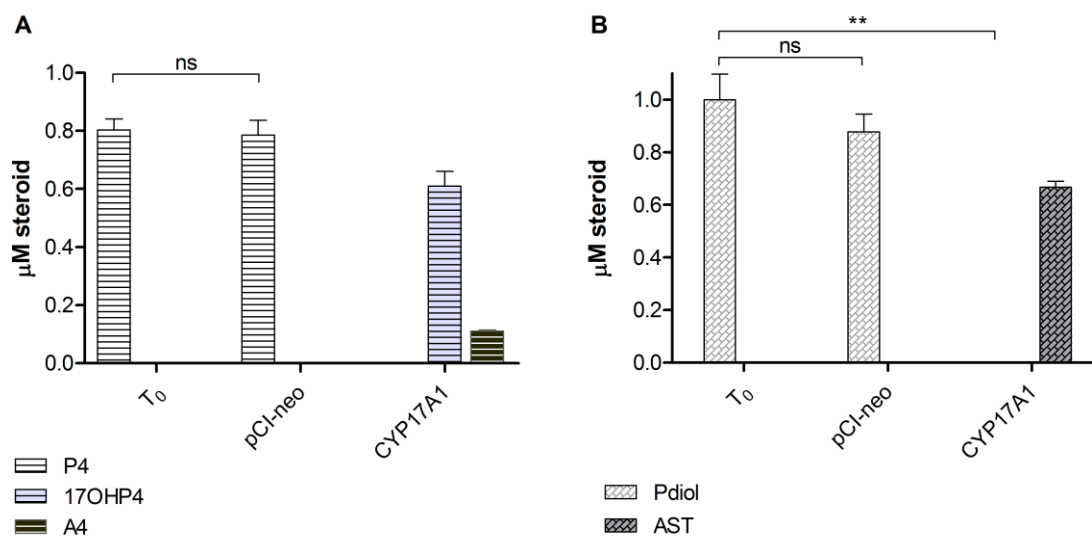 A
ns
µM steroid
1.0
0.8
0.6
0.4
0.2
0.0
T0
pCI-neo
CYP17A1
P4
17OHP4
A4
B
**
ns
µM steroid
1.0
0.8
0.6
0.4
0.2
0.0
T0
pCI-neo
CYP17A1
Pdiol
AST